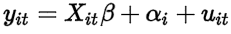 y_{it} = X_{it}β + α_i + u_{it}